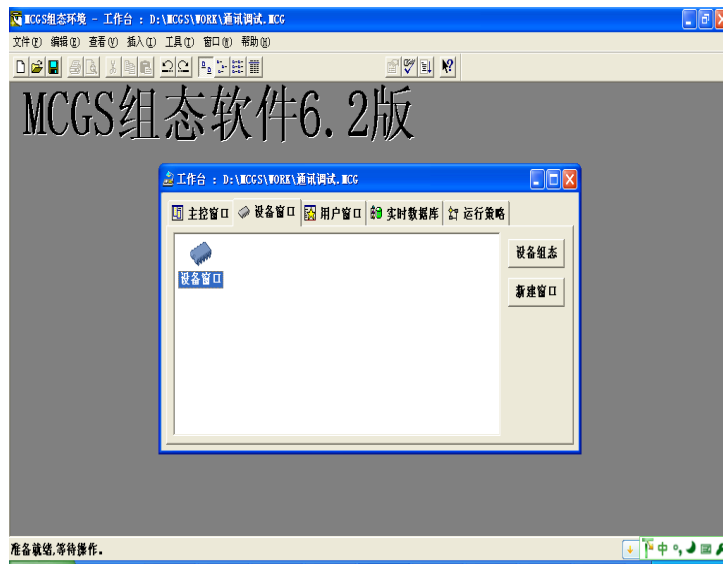 MCGS组态环境 - 工作台 : D:\MCGS\WORK\通讯调试.MCG
文件(F) 编辑(E) 查看(V) 插入(I) 工具(T) 窗口(W) 帮助(H)
MCGS组态软件6.2版
工作台 : D:\MCGS\WORK\通讯调试.MCG
主控窗口 设备窗口 用户窗口 实时数据库 运行策略
设备窗口
设备组态
新建窗口
准备就绪,等待操作。
中